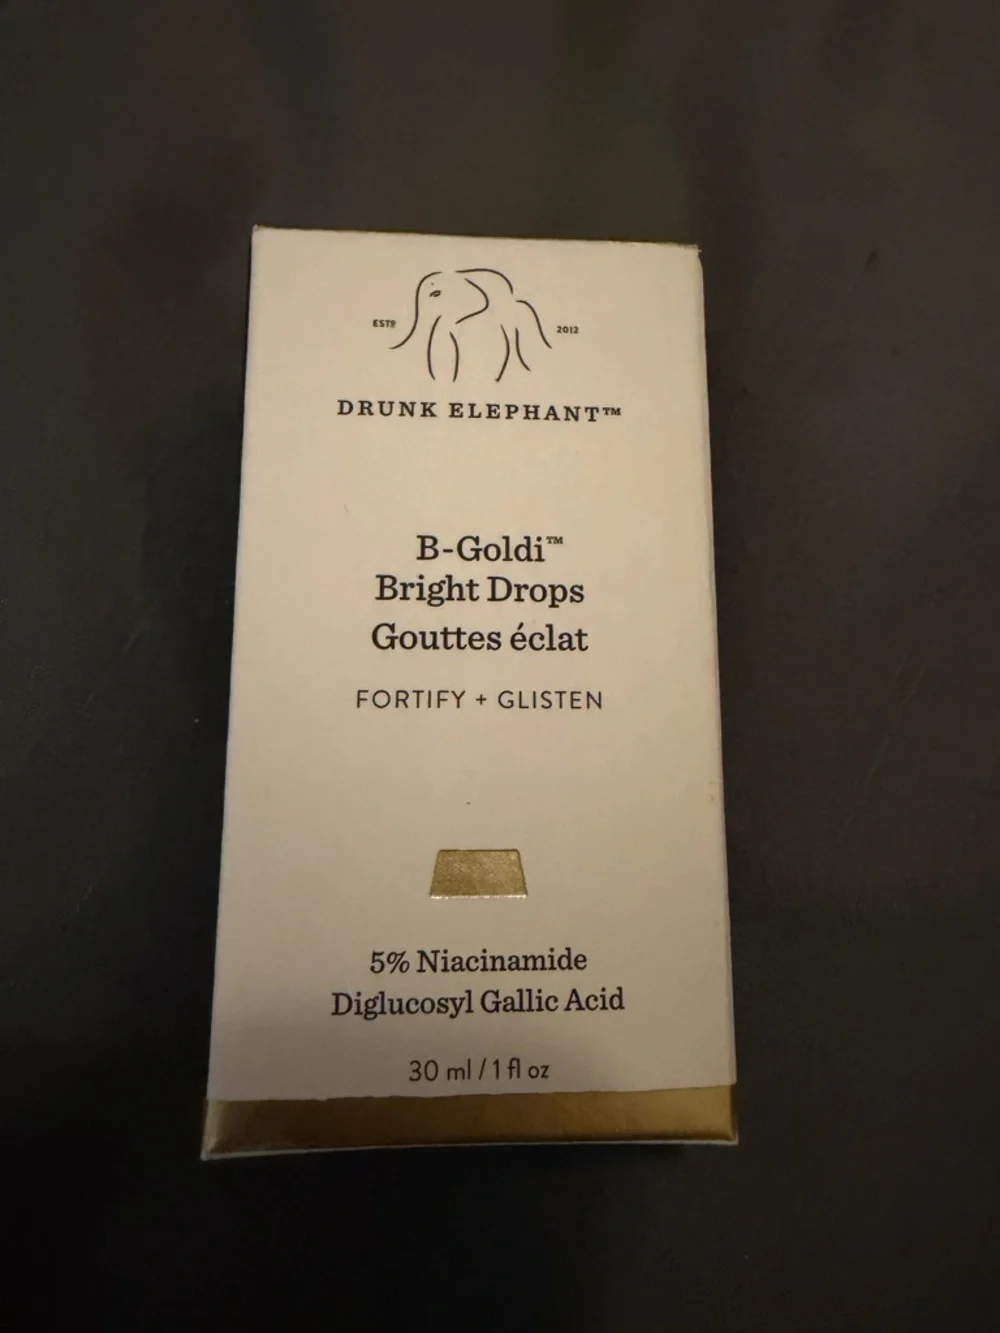 ESTD 2012
DRUNK ELEPHANT™
B-Goldi™
Bright Drops
Gouttes éclat
FORTIFY + GLISTEN
5% Niacinamide
Diglucosyl Gallic Acid
30 ml / 1 fl oz